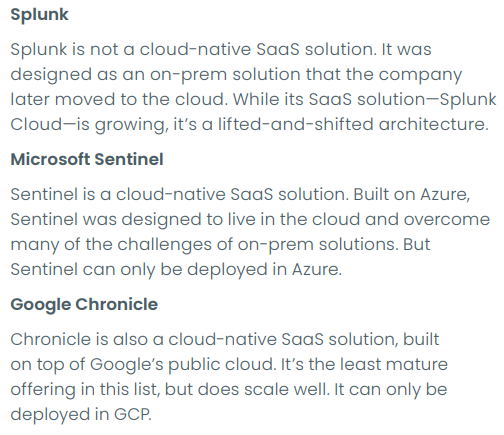 Splunk
Splunk is not a cloud-native SaaS solution. It was
designed as an on-prem solution that the company
later moved to the cloud. While its SaaS solution—Splunk
Cloud—is growing, it's a lifted-and-shifted architecture.
Microsoft Sentinel
Sentinel is a cloud-native SaaS solution. Built on Azure,
Sentinel was designed to live in the cloud and overcome
many of the challenges of on-prem solutions. But
Sentinel can only be deployed in Azure.
Google Chronicle
Chronicle is also a cloud-native SaaS solution, built
on top of Google's public cloud. It's the least mature
offering in this list, but does scale well. It can only be
deployed in GCP.